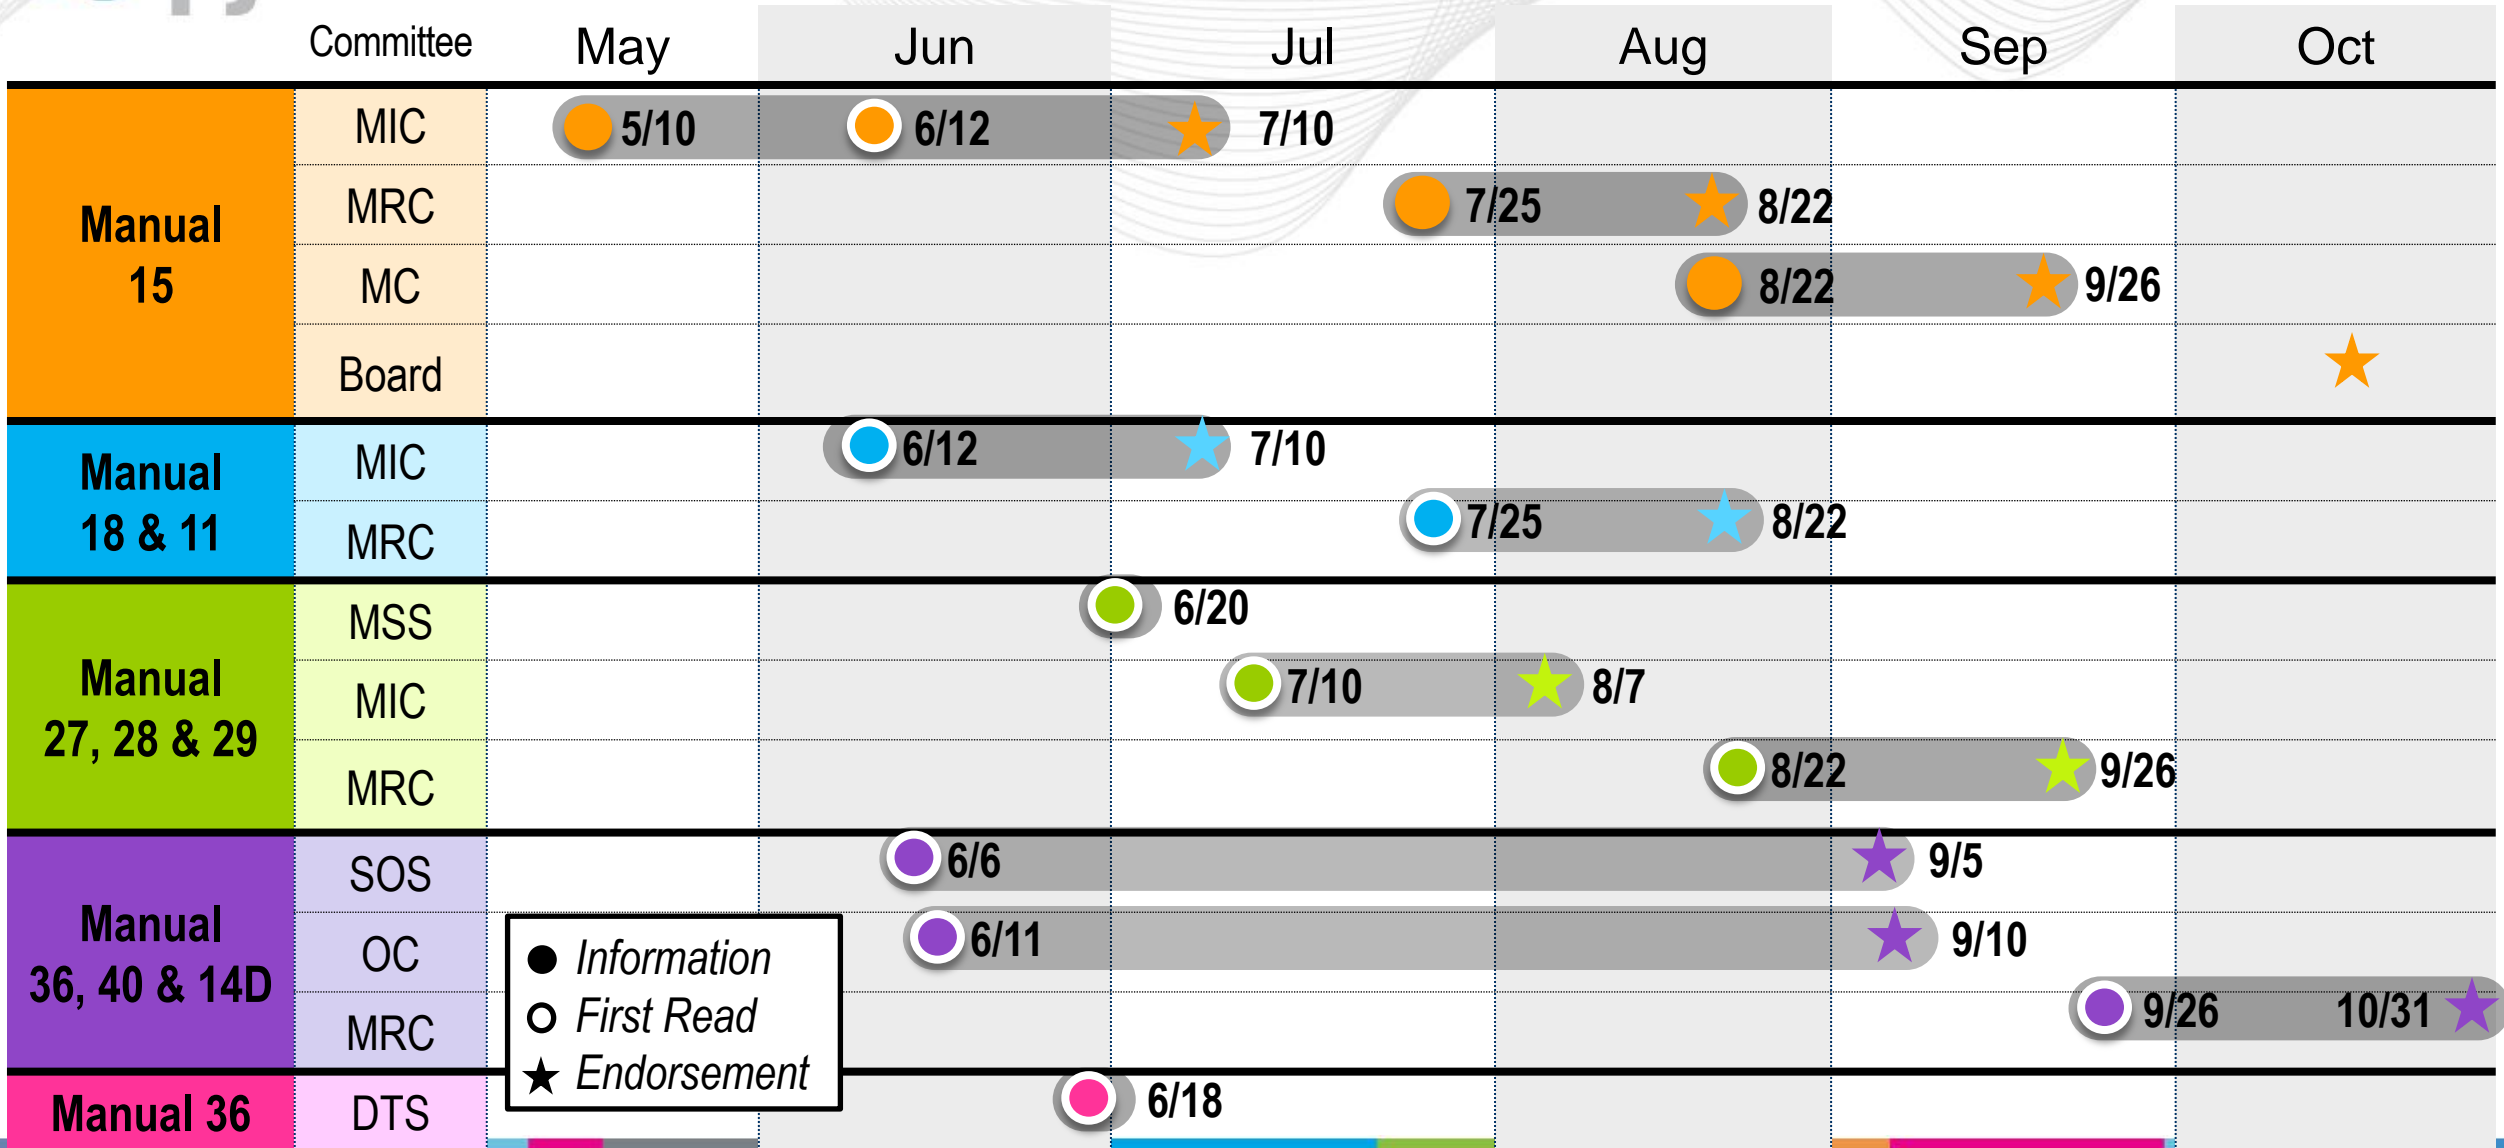 Committee May Jun Jul Aug Sep Oct
Manual
15
MIC 5/10 6/12 7/10
MRC 7/25 8/22
MC 8/22 9/26
Board
Manual
18 & 11
MIC 6/12 7/10
MRC 7/25 8/22
Manual
27, 28 & 29
MSS 6/20
MIC 7/10 8/7
MRC 8/22 9/26
Manual
36, 40 & 14D
SOS 6/6 9/5
OC 6/11 9/10
MRC 9/26 10/31
Manual 36 DTS 6/18
Information
First Read
Endorsement